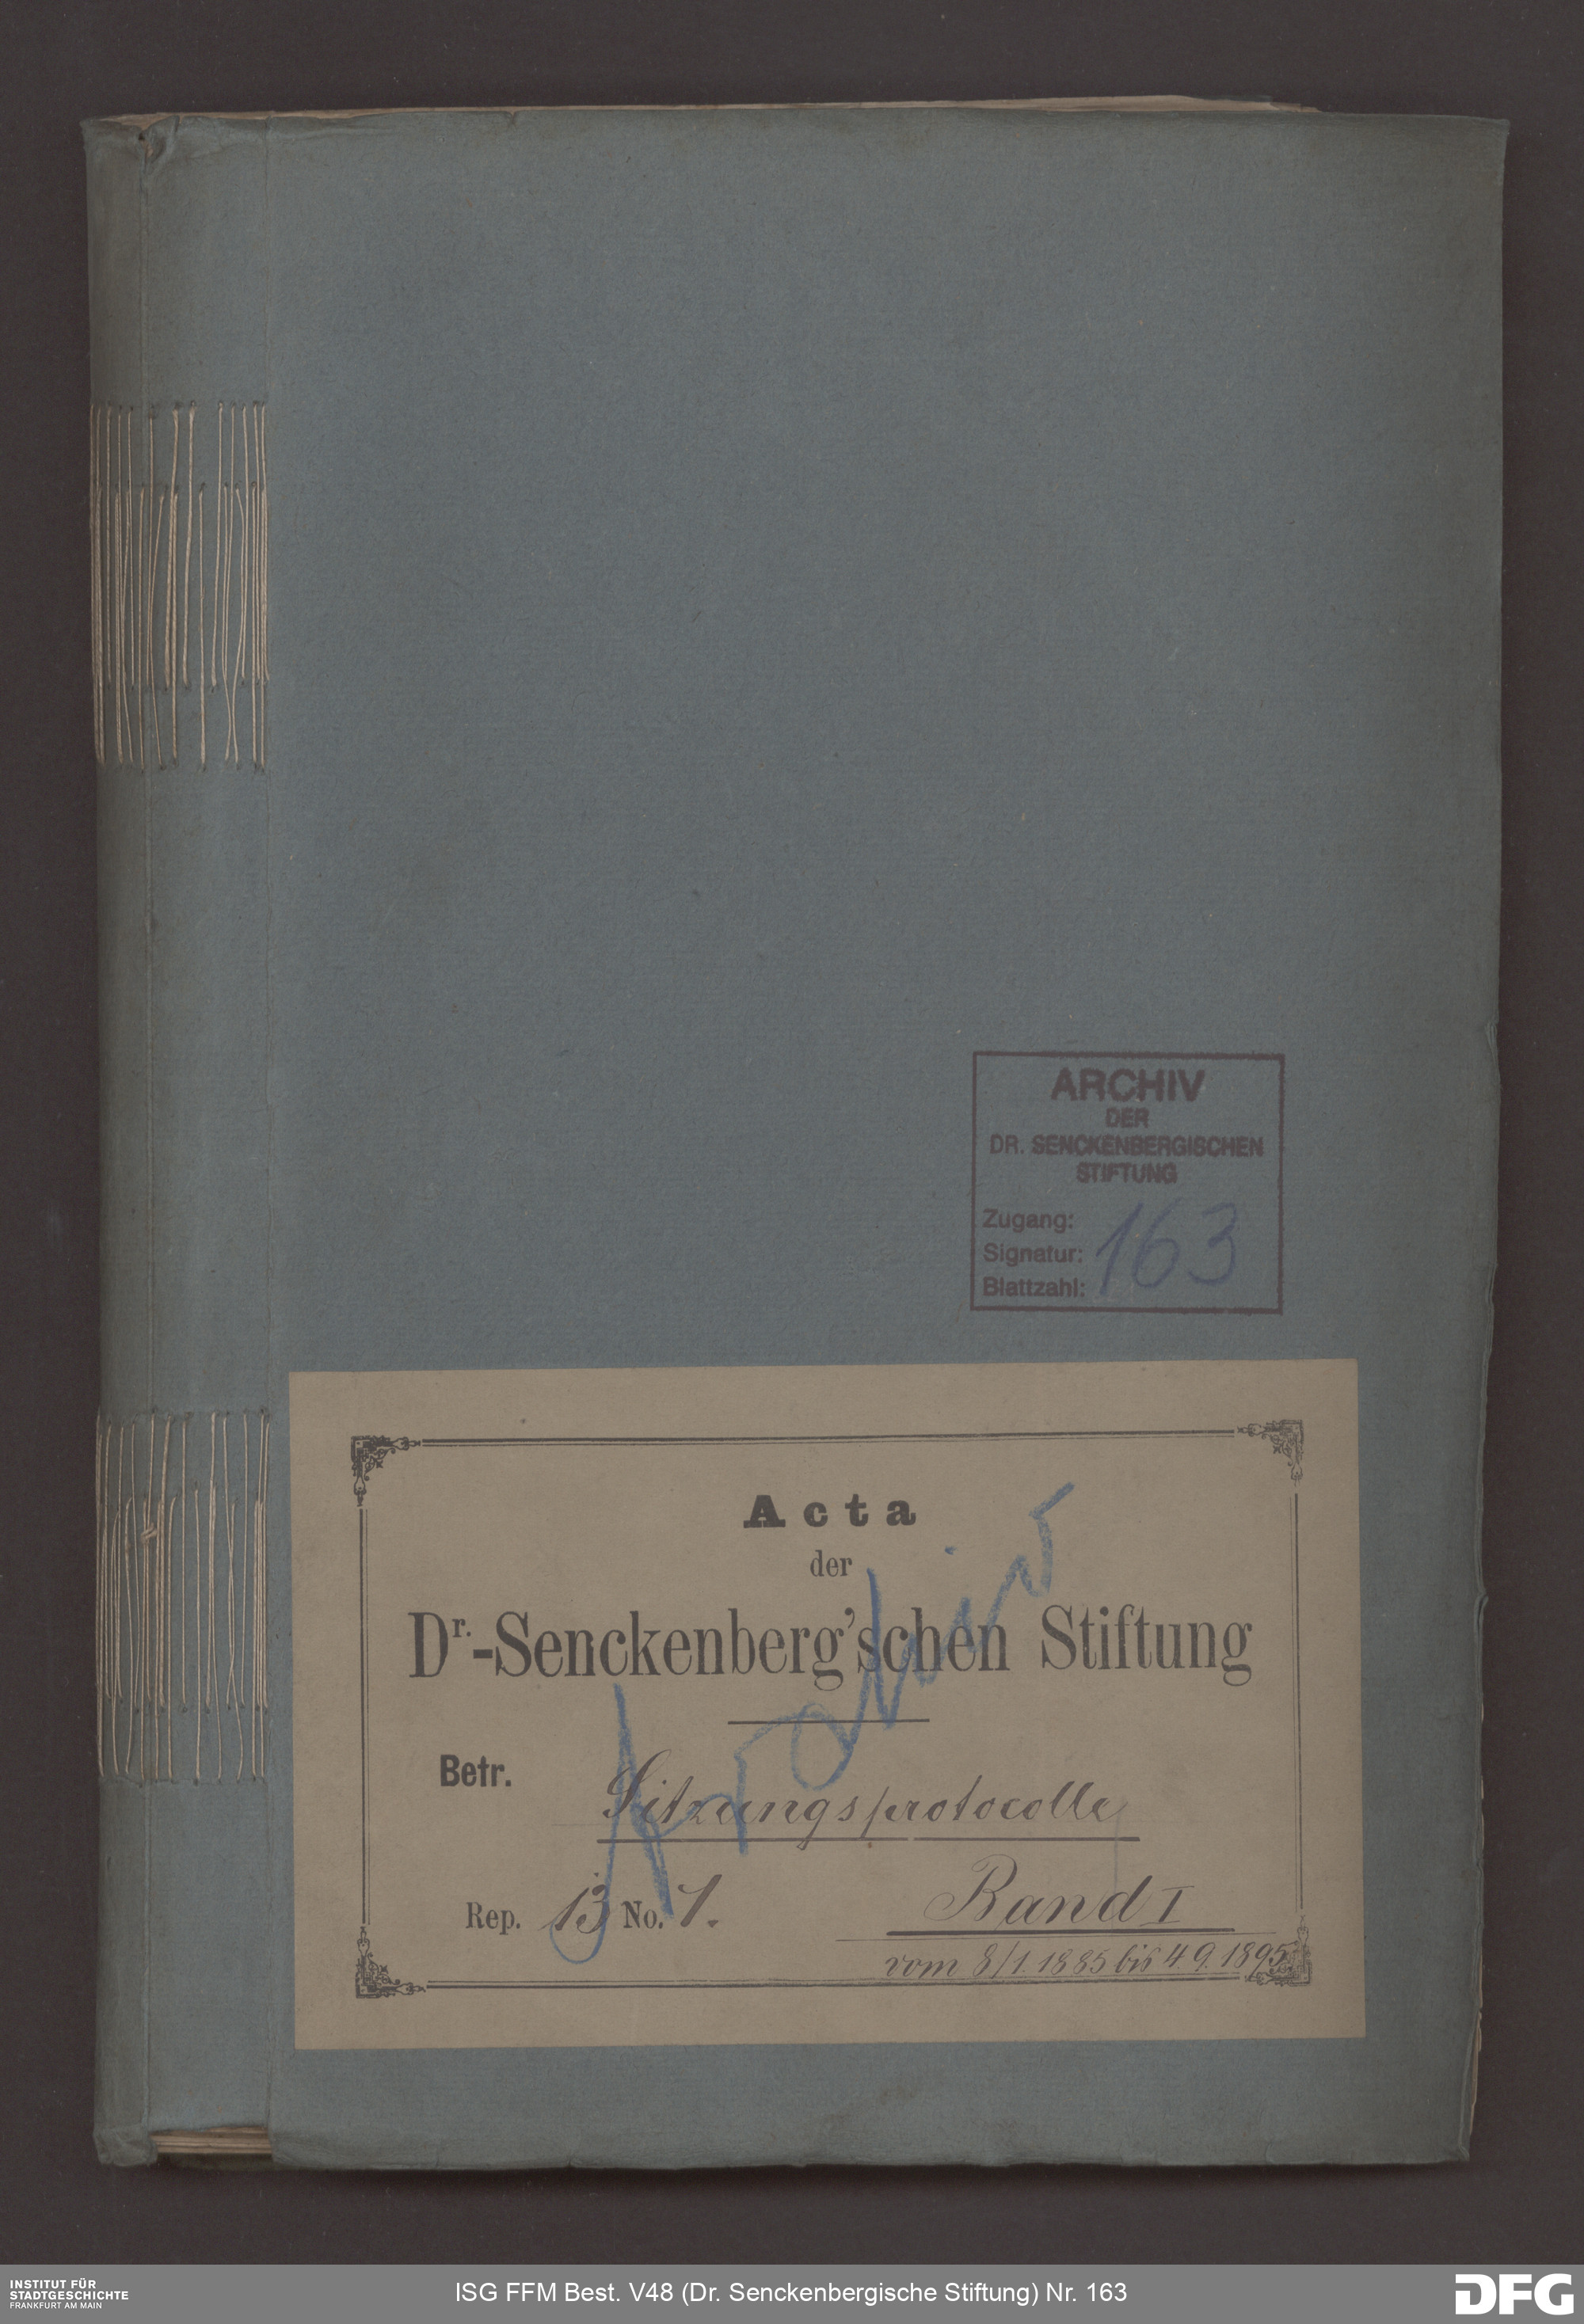 ARCHIV
DER
DR. SENCKENBERGISCHEN
STIFTUNG
Zugang:
Signatur: 163
Blattzahl:
Acta
der
Dr.-Senckenberg'schen Stiftung
Archiv
Betr. Sitzungsprotocolle
Rep. 13 No. 1. Band I
vom 8/1. 1885 bis 4 9. 1895.
INSTITUT FÜR
STADTGESCHICHTE
FRANKFURT AM MAIN
ISG FFM Best. V48 (Dr. Senckenbergische Stiftung) Nr. 163
DFG